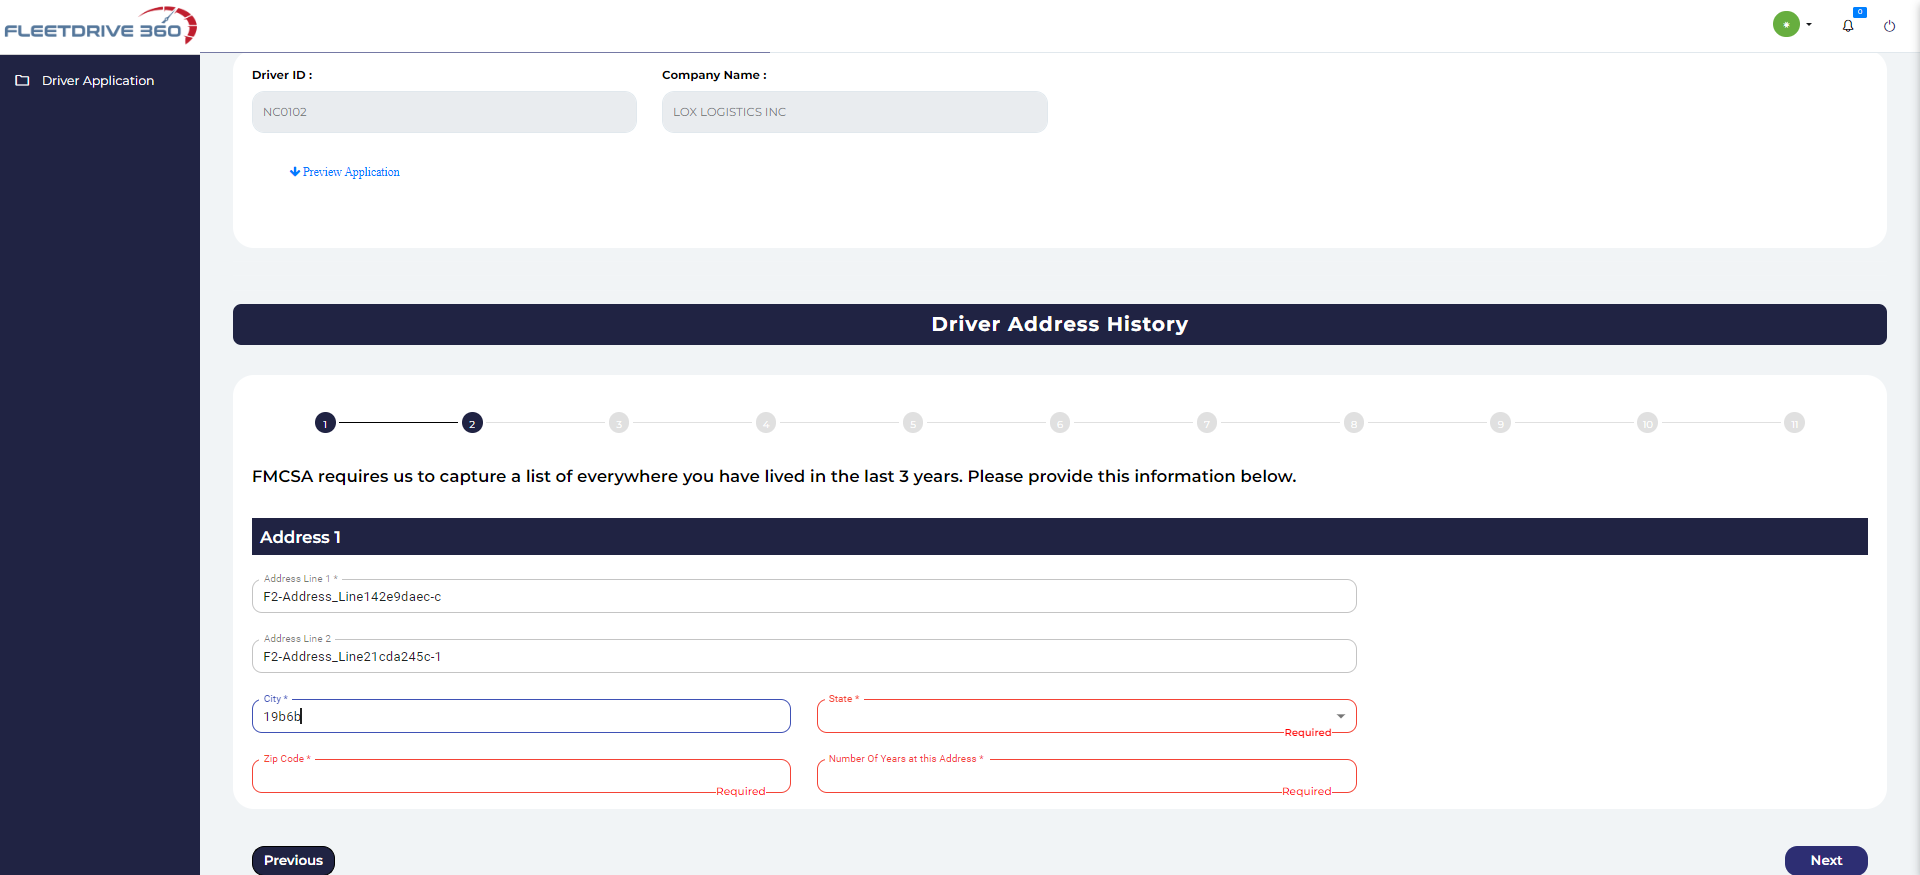 FLEETDRIVE 360
0
Driver Application
Driver ID :
Company Name :
NC0102
LOX LOGISTICS INC
Preview Application
Driver Address History
1 2 3 4 5 6 7 8 9 10 11
FMCSA requires us to capture a list of everywhere you have lived in the last 3 years. Please provide this information below.
Address 1
Address Line 1 *
F2-Address_Line142e9daec-c
Address Line 2
F2-Address_Line21cda245c-1
City *
19b6b
State *
Required
Zip Code *
Required
Number Of Years at this Address *
Required
Previous
Next